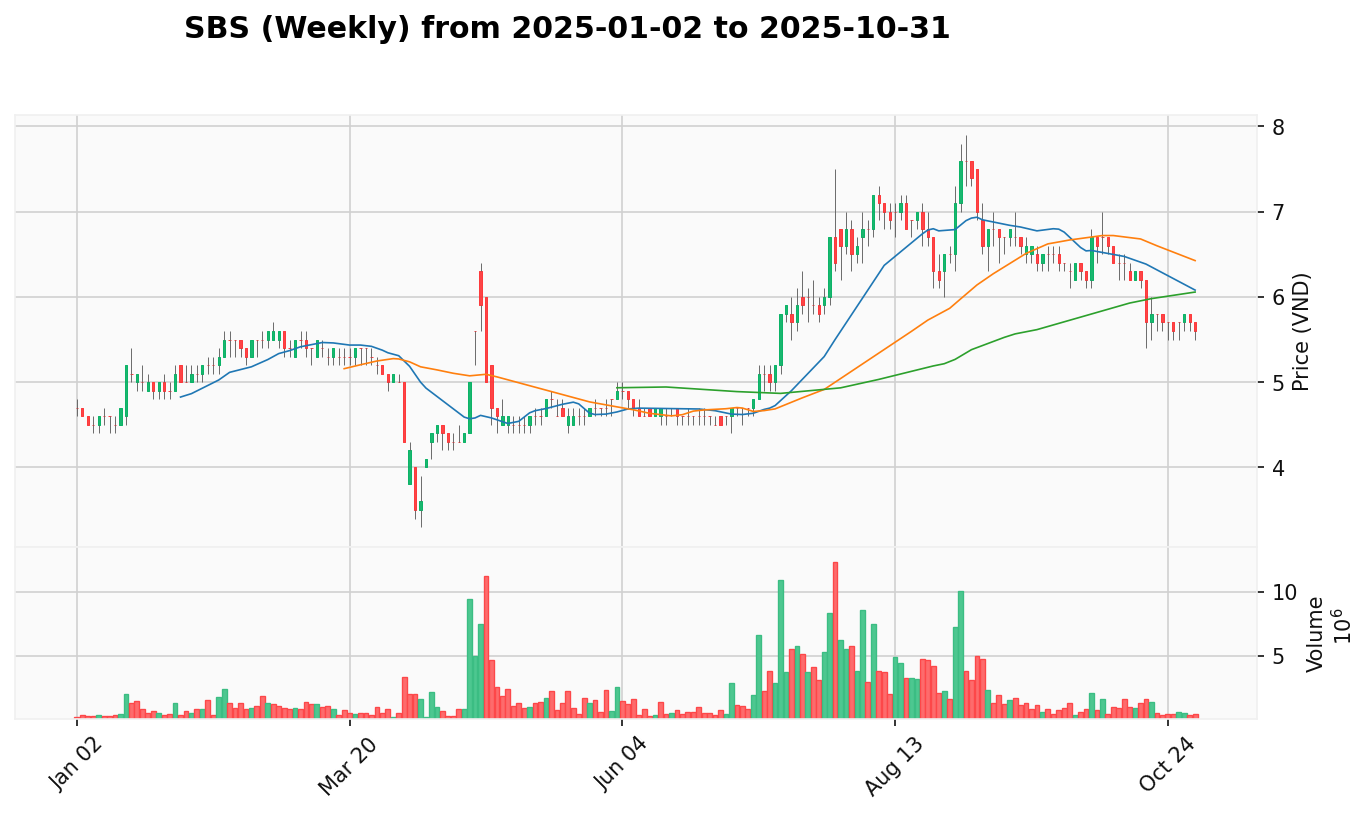 SBS (Weekly) from 2025-01-02 to 2025-10-31
8
7
6
5
4
Price (VND)
10
5
Volume
10⁶
Jan 02
Mar 20
Jun 04
Aug 13
Oct 24